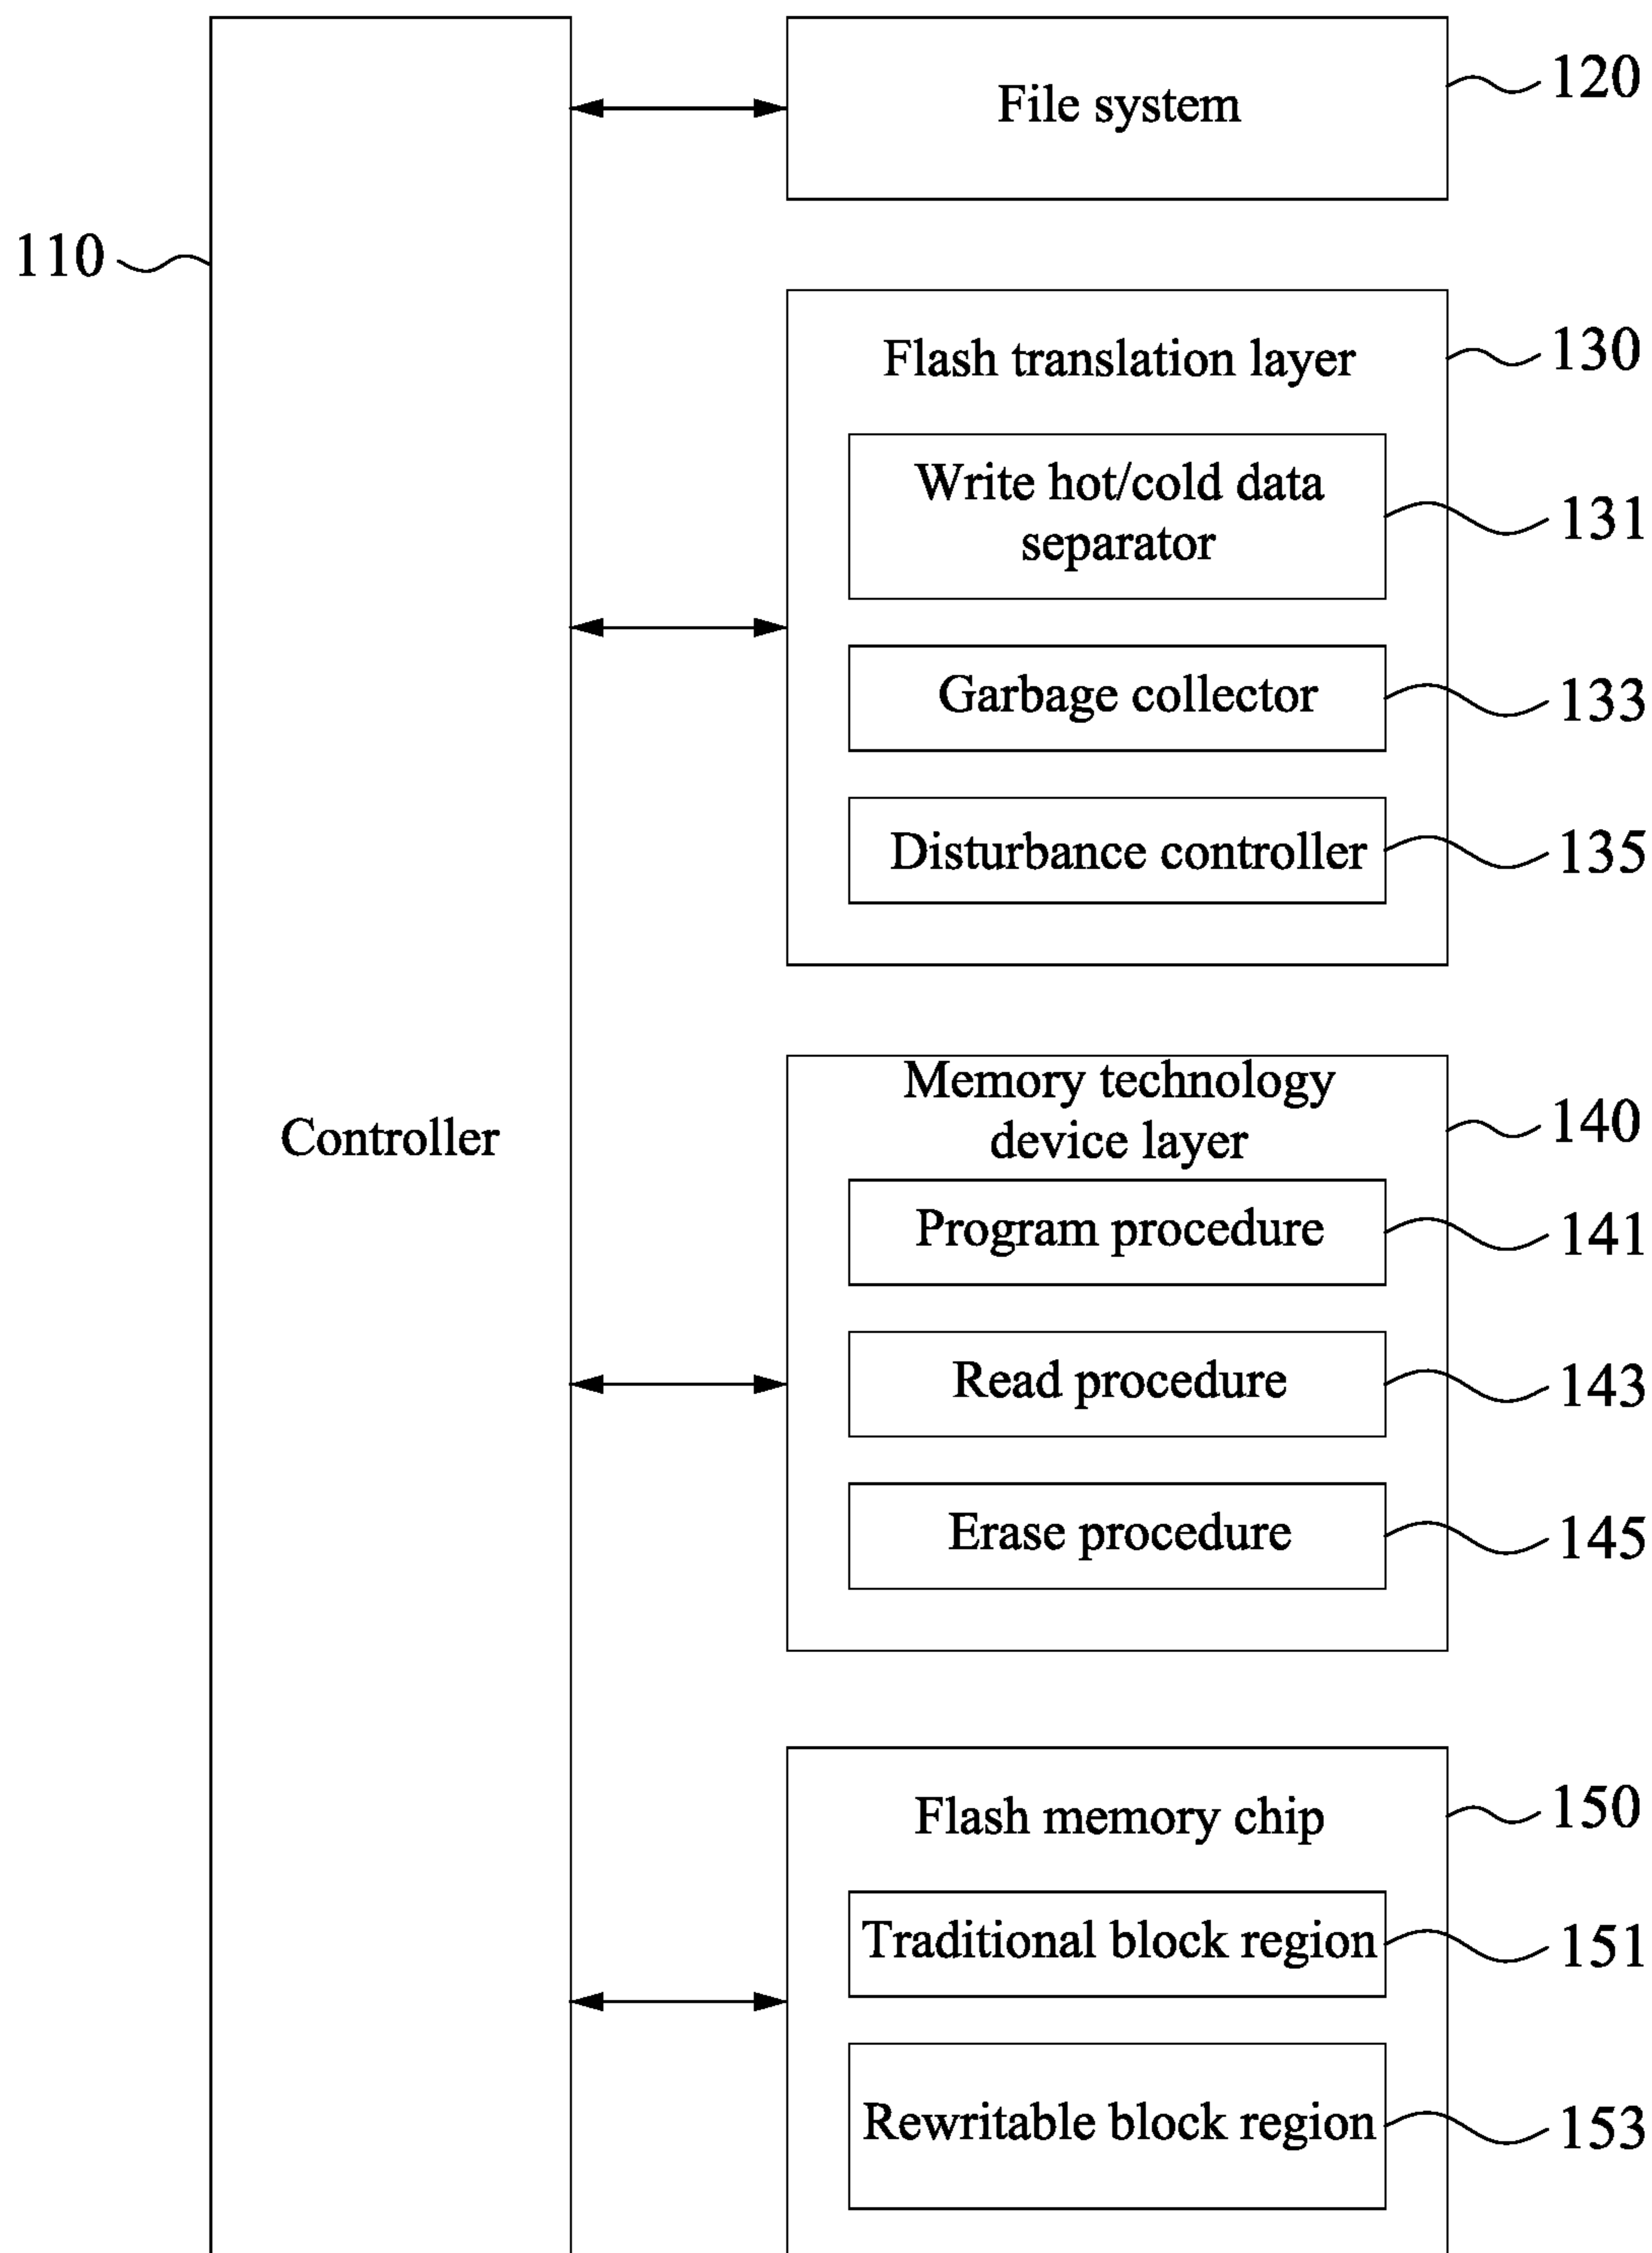 File system
120
110
Flash translation layer
130
Write hot/cold data
separator
131
Garbage collector
133
Disturbance controller
135
Controller
Memory technology
device layer
140
Program procedure
141
Read procedure
143
Erase procedure
145
Flash memory chip
150
Traditional block region
151
Rewritable block region
153